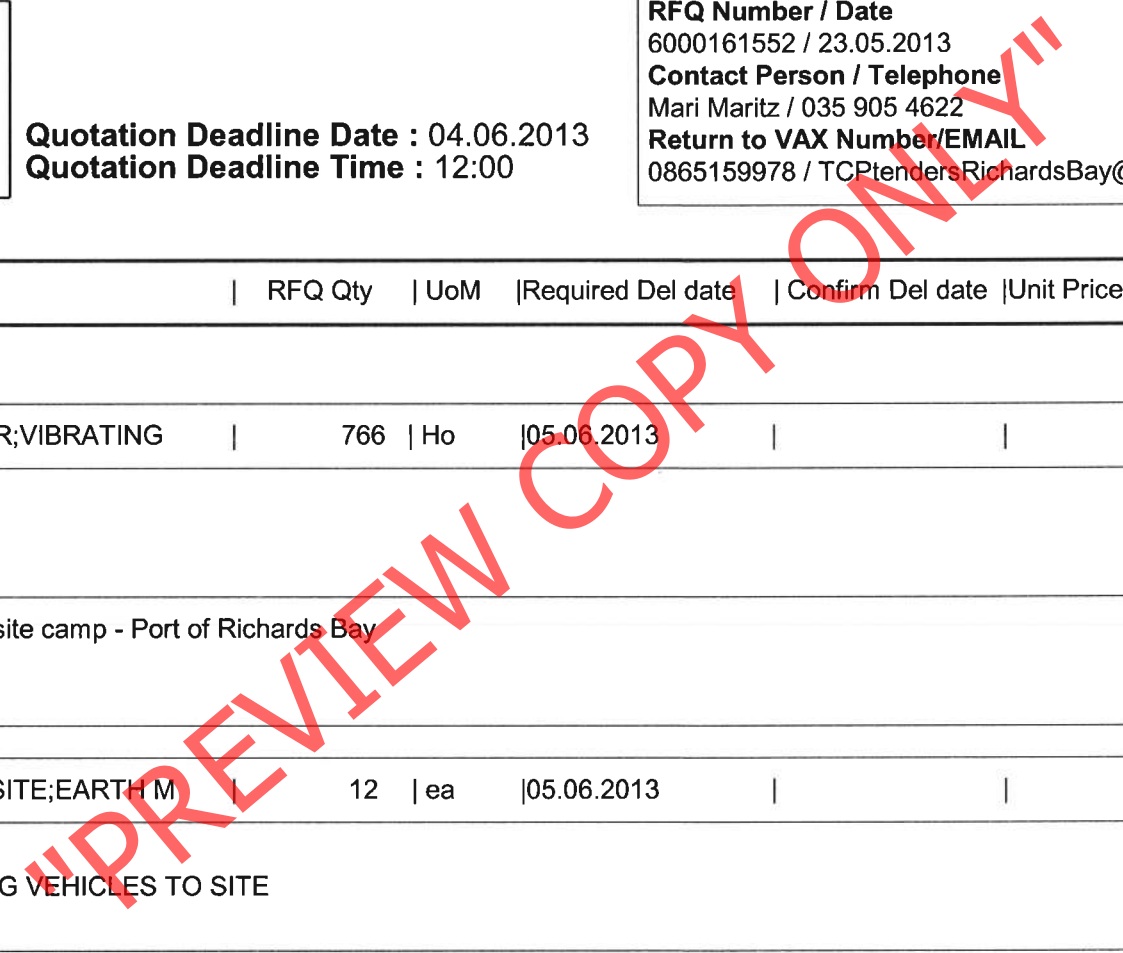 RFQ Number / Date
6000161552 / 23.05.2013
Contact Person / Telephone
Mari Maritz / 035 905 4622
Return to VAX Number/EMAIL
0865159978 / TCPtendersRichardsBay@
Quotation Deadline Date : 04.06.2013
Quotation Deadline Time : 12:00
| RFQ Qty | UoM |Required Del date | Confirm Del date |Unit Price
R;VIBRATING | 766 | Ho |05.06.2013 | |
site camp - Port of Richards Bay
SITE;EARTH M | 12 | ea |05.06.2013 | |
G VEHICLES TO SITE
"PREVIEW COPY ONLY"